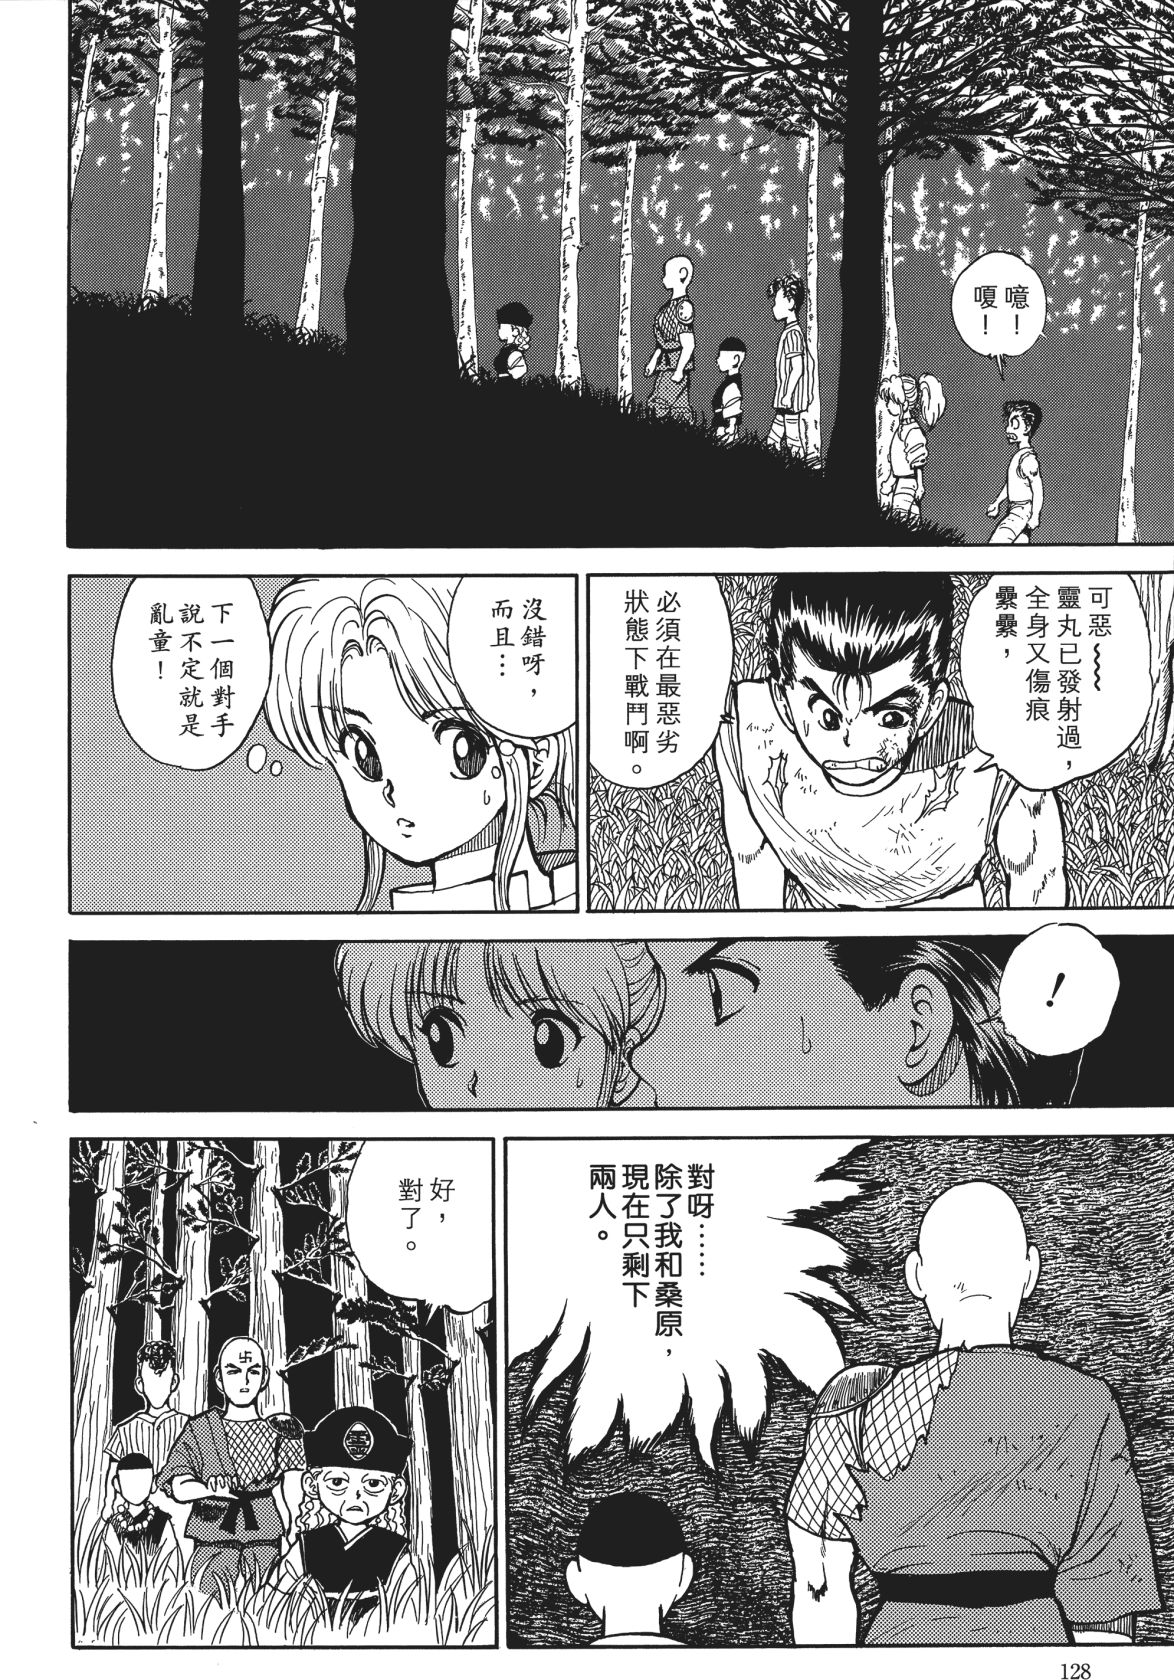 噫！
嗄！
可惡～～
靈丸已發射過，
全身又傷痕
纍纍，
必須在最惡劣
狀態下戰鬥啊。
沒錯呀，
而且…
下一個對手
說不定就是
亂童！
！
對呀……
除了我和桑原，
現在只剩下
兩人。
好，
對了。
卐
靈
128